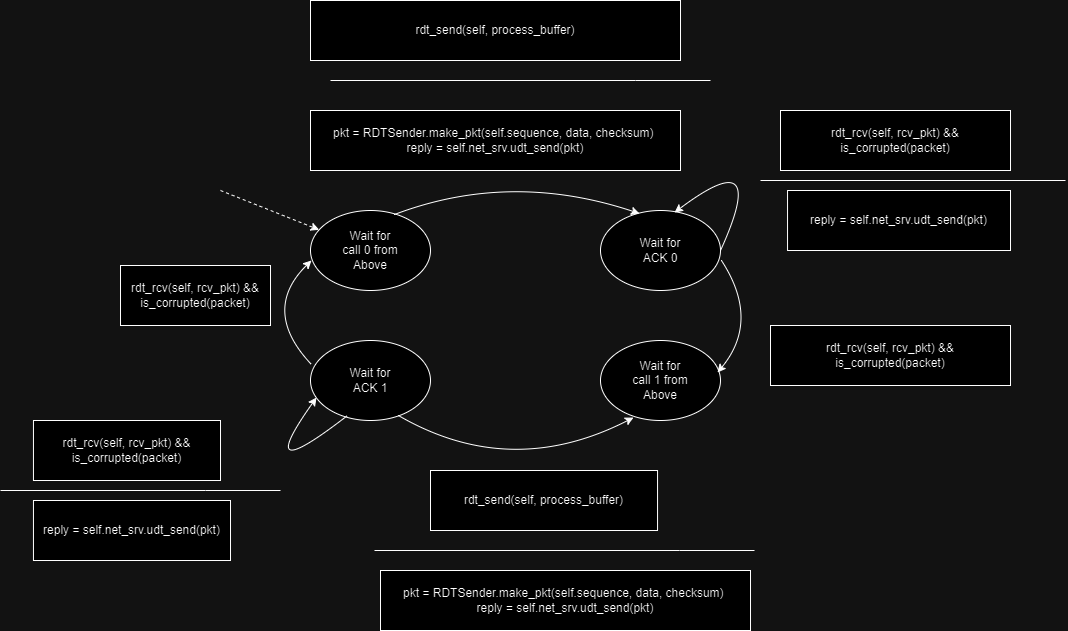 rdt_send(self, process_buffer)
pkt = RDTSender.make_pkt(self.sequence, data, checksum)
reply = self.net_srv.udt_send(pkt)
rdt_rcv(self, rcv_pkt) &&
is_corrupted(packet)
reply = self.net_srv.udt_send(pkt)
Wait for
call 0 from
Above
Wait for
ACK 0
rdt_rcv(self, rcv_pkt) &&
is_corrupted(packet)
rdt_rcv(self, rcv_pkt) &&
is_corrupted(packet)
Wait for
ACK 1
Wait for
call 1 from
Above
rdt_rcv(self, rcv_pkt) &&
is_corrupted(packet)
reply = self.net_srv.udt_send(pkt)
rdt_send(self, process_buffer)
pkt = RDTSender.make_pkt(self.sequence, data, checksum)
reply = self.net_srv.udt_send(pkt)